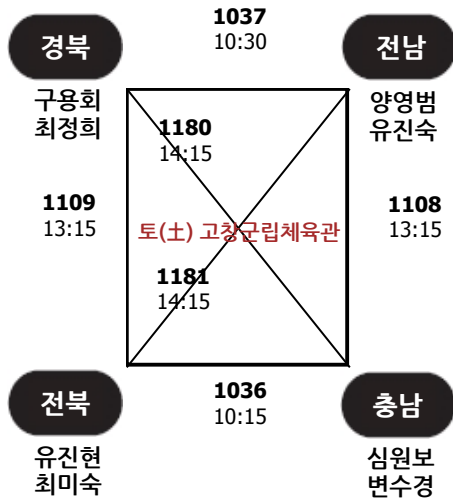 1037
10:30
경북
전남
구용회
최정희
양영범
유진숙
1180
14:15
1109
13:15
1108
13:15
토(土) 고창군립체육관
1181
14:15
전북
1036
10:15
충남
유진현
최미숙
심원보
변수경